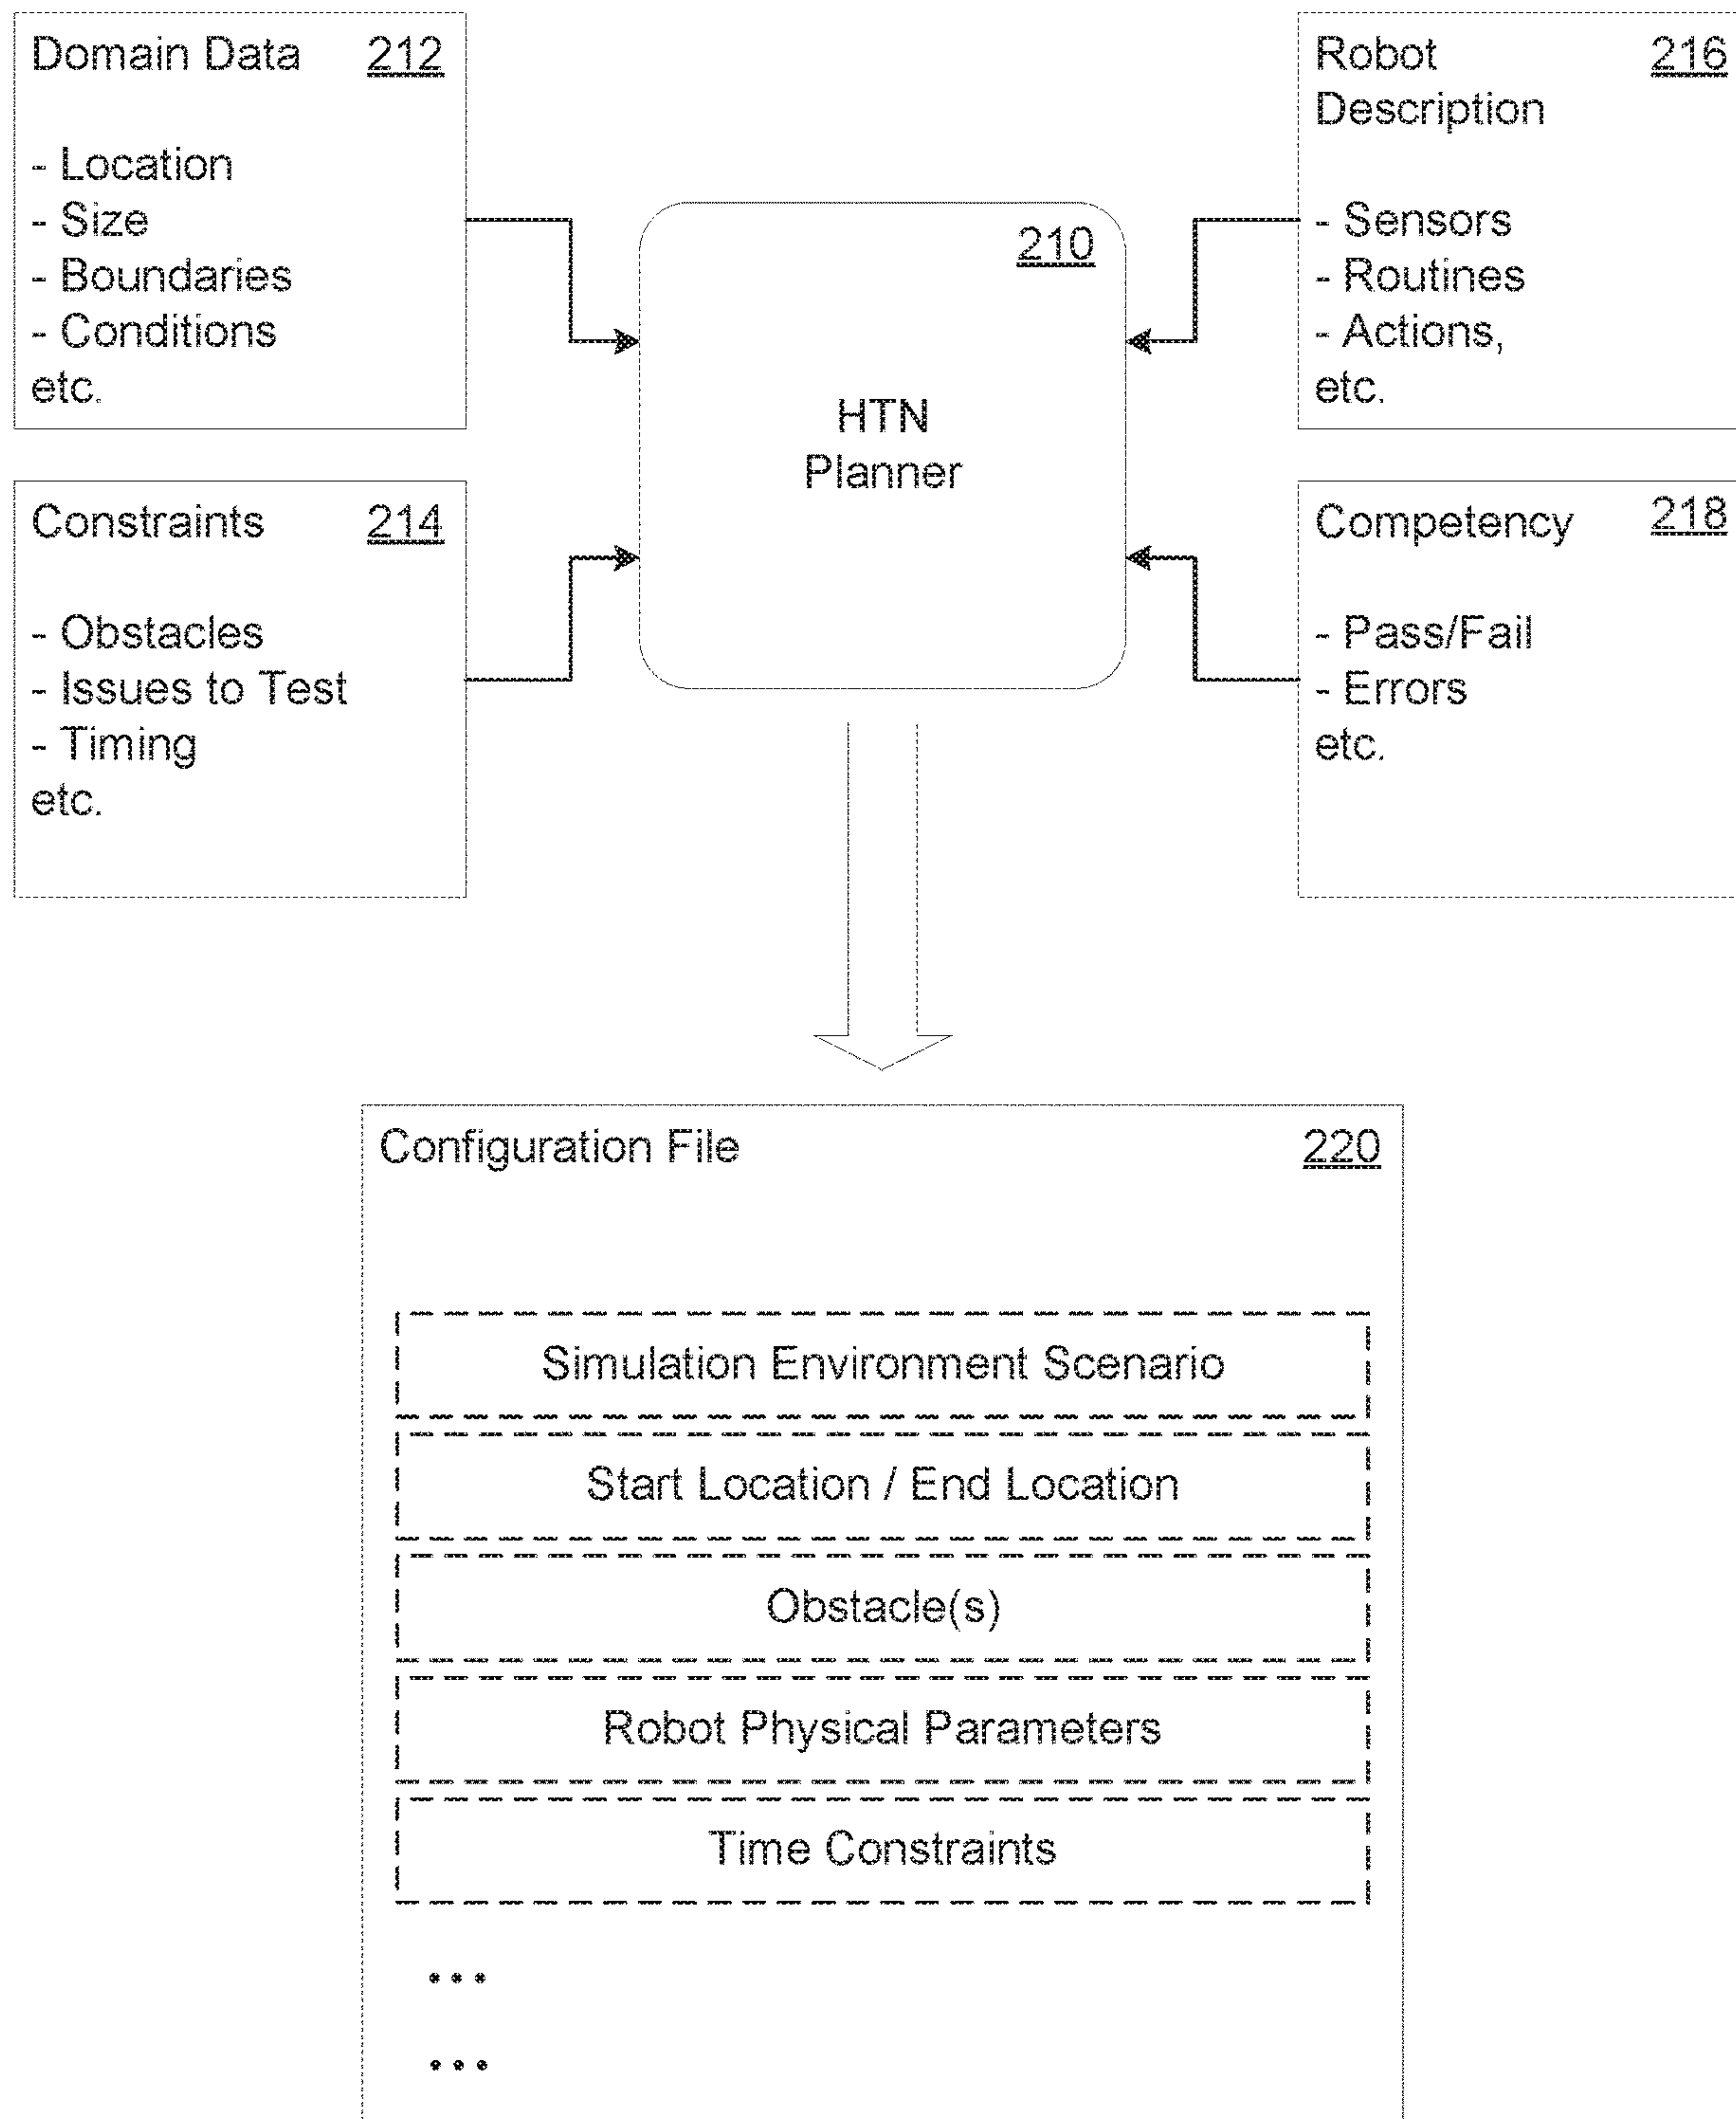 Domain Data 212
- Location
- Size
- Boundaries
- Conditions
etc.
Constraints 214
- Obstacles
- Issues to Test
- Timing
etc.
210
HTN
Planner
Robot 216
Description
- Sensors
- Routines
- Actions,
etc.
Competency 218
- Pass/Fail
- Errors
etc.
Configuration File 220
Simulation Environment Scenario
Start Location / End Location
Obstacle(s)
Robot Physical Parameters
Time Constraints
...
...